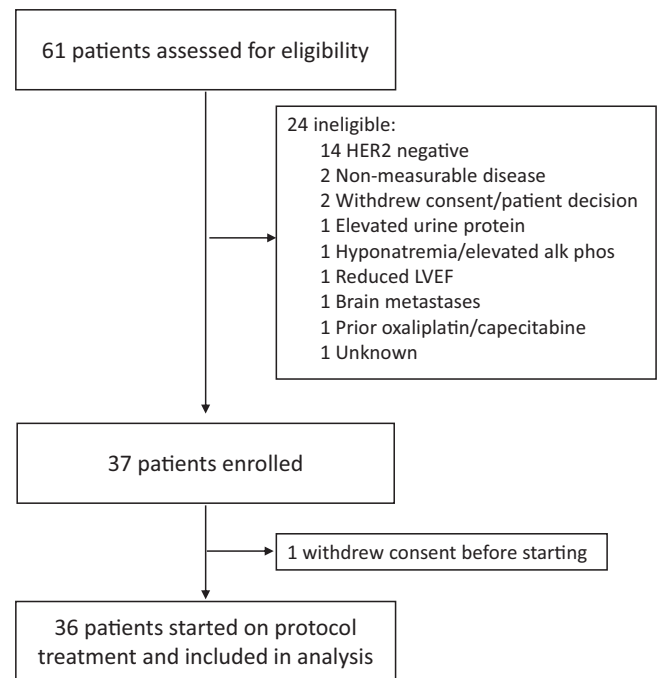 61 patients assessed for eligibility
24 ineligible:
14 HER2 negative
2 Non-measurable disease
2 Withdrew consent/patient decision
1 Elevated urine protein
1 Hyponatremia/elevated alk phos
1 Reduced LVEF
1 Brain metastases
1 Prior oxaliplatin/capecitabine
1 Unknown
37 patients enrolled
1 withdrew consent before starting
36 patients started on protocol
treatment and included in analysis